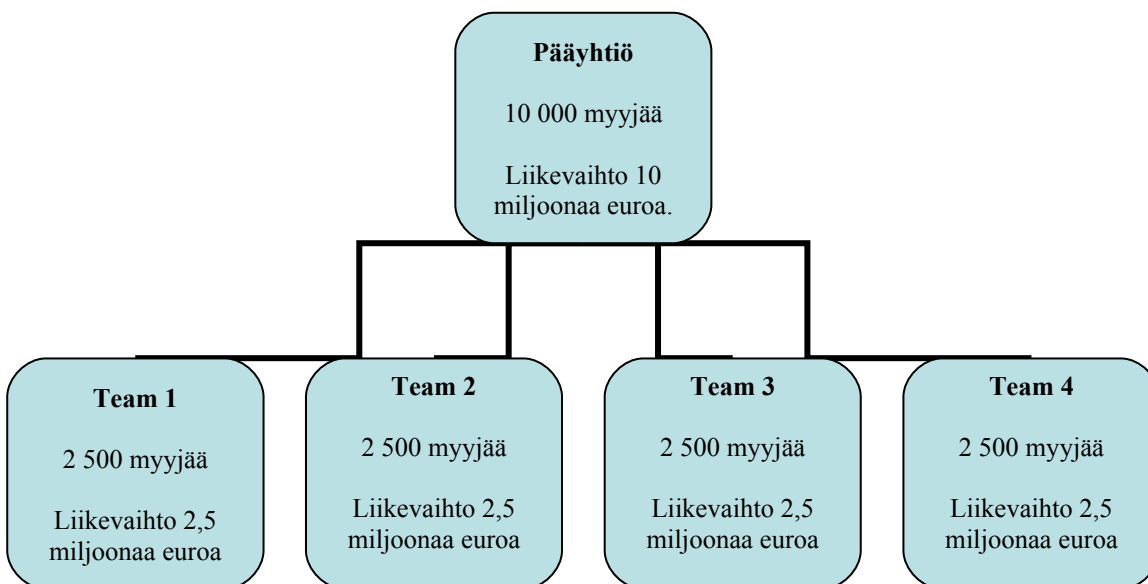 Pääyhtiö
10 000 myyjää
Liikevaihto 10
miljoonaa euroa.
Team 1
2 500 myyjää
Liikevaihto 2,5
miljoonaa euroa
Team 2
2 500 myyjää
Liikevaihto 2,5
miljoonaa euroa
Team 3
2 500 myyjää
Liikevaihto 2,5
miljoonaa euroa
Team 4
2 500 myyjää
Liikevaihto 2,5
miljoonaa euroa